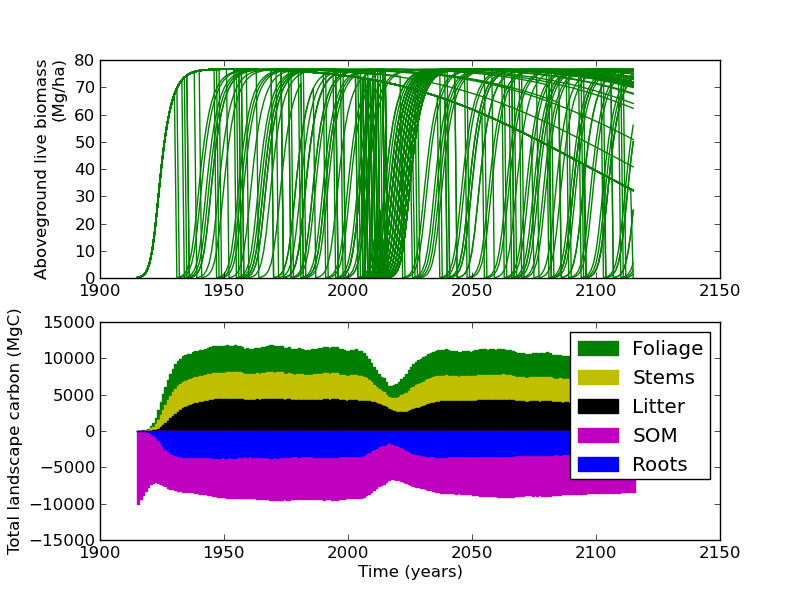 Aboveground live biomass
(Mg/ha)
80
70
60
50
40
30
20
10
0
1900 1950 2000 2050 2100 2150
Total landscape carbon (MgC)
15000
10000
5000
0
−5000
−10000
−15000
Foliage
Stems
Litter
SOM
Roots
1900 1950 2000 2050 2100 2150
Time (years)